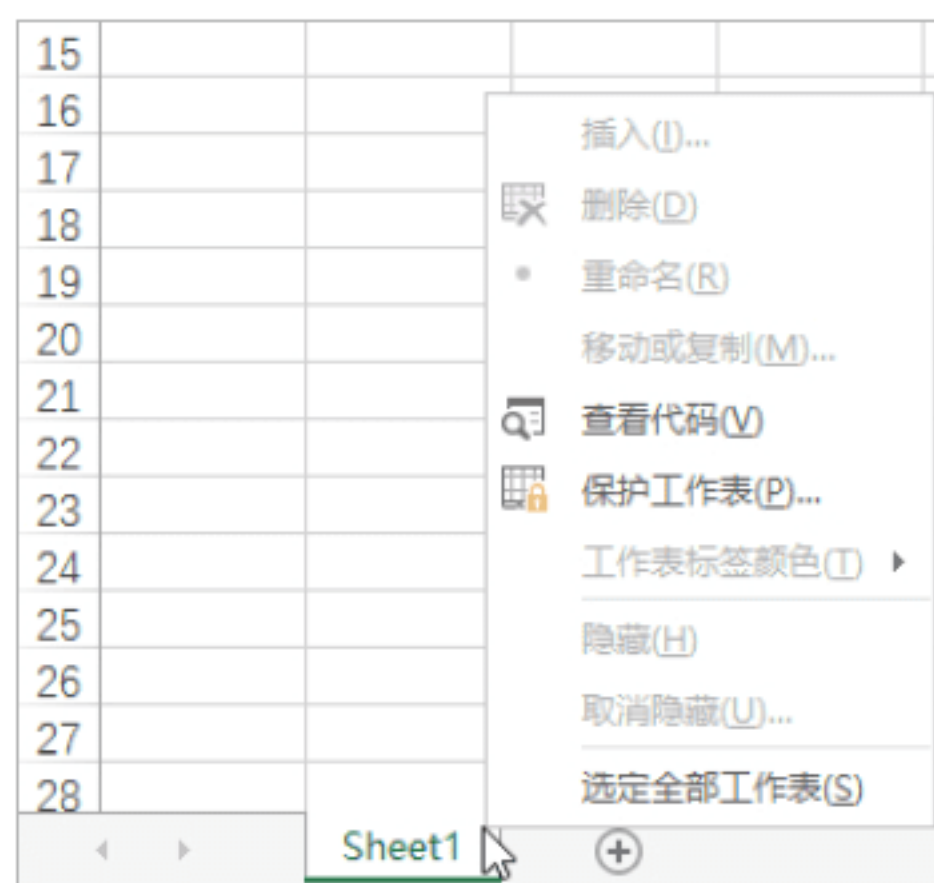 15
16
插入(I)...
17
18
删除(D)
19
重命名(R)
20
移动或复制(M)...
21
查看代码(V)
22
23
保护工作表(P)...
24
工作表标签颜色(T)
25
隐藏(H)
26
27
取消隐藏(U)...
28
选定全部工作表(S)
Sheet1